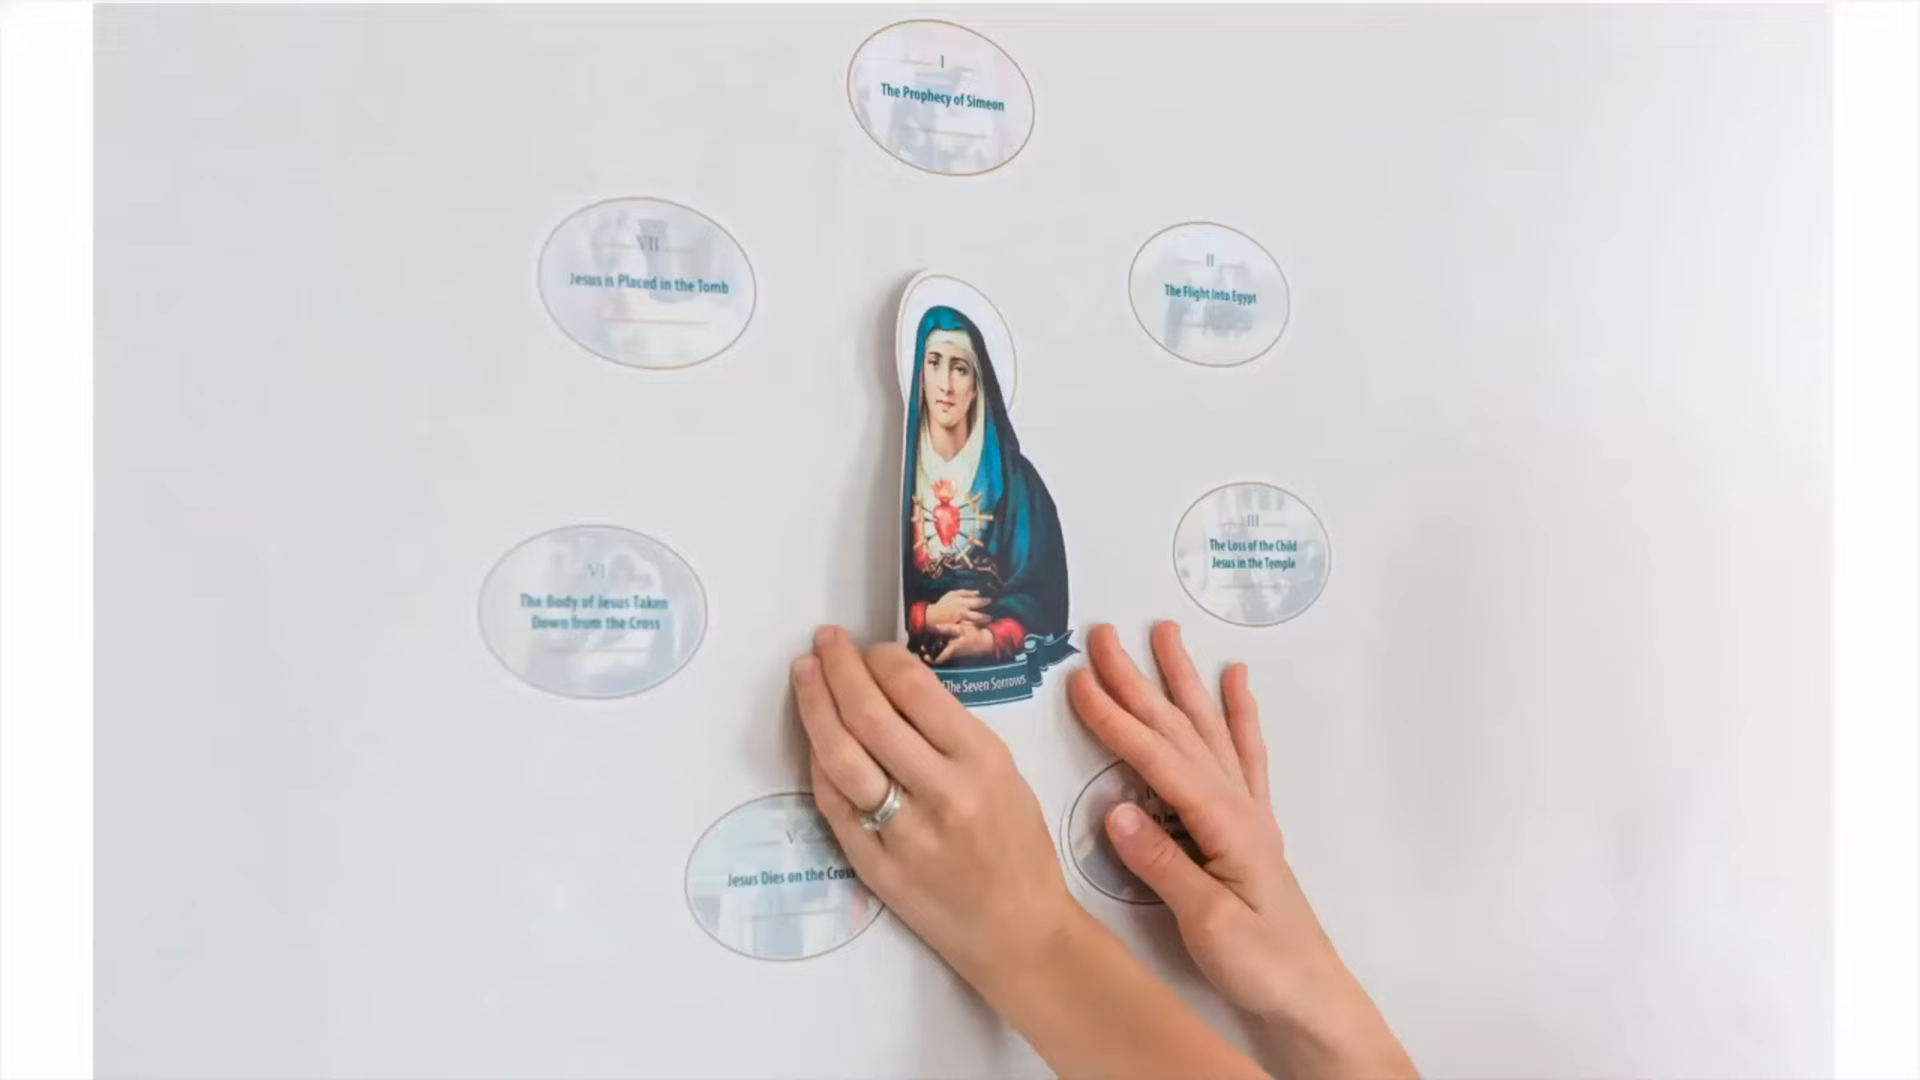 I
The Prophecy of Simeon
II
The Flight Into Egypt
III
The Loss of the Child
Jesus in the Temple
V
Jesus Dies on the Cross
VI
The Body of Jesus Taken
Down from the Cross
VII
Jesus is Placed in the Tomb
The Seven Sorrows